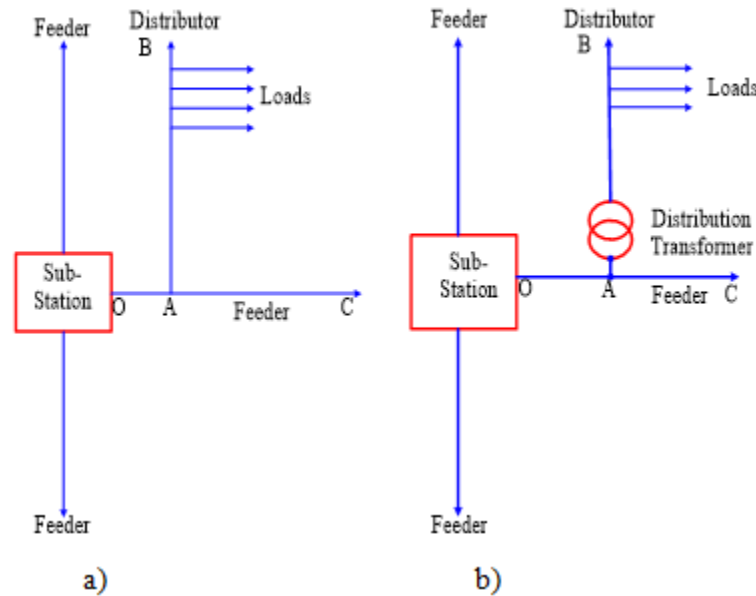 Feeder
Distributor
B
Loads
Sub-
Station
O
A
Feeder
C
Feeder
a)
Feeder
Distributor
B
Loads
Distribution
Transformer
Sub-
Station
O
A
Feeder
C
Feeder
b)